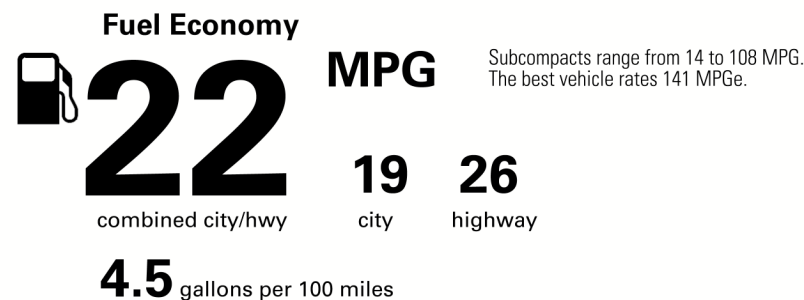 Fuel Economy
22
MPG
Subcompacts range from 14 to 108 MPG.
The best vehicle rates 141 MPGe.
19
26
combined city/hwy
city
highway
4.5 gallons per 100 miles